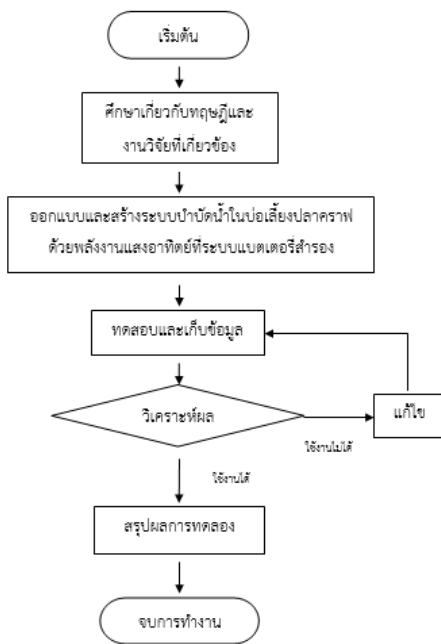 เริ่มต้น
ศึกษาเกี่ยวกับทฤษฎีและ
งานวิจัยที่เกี่ยวข้อง
ออกแบบและสร้างระบบบำบัดน้ำในบ่อเลี้ยงปลาคราฟ
ด้วยพลังงานแสงอาทิตย์ที่ระบบแบตเตอรี่สำรอง
ทดสอบและเก็บข้อมูล
วิเคราะห์ผล
แก้ไข
ใช้งานไม่ได้
ใช้งานได้
สรุปผลการทดลอง
จบการทำงาน